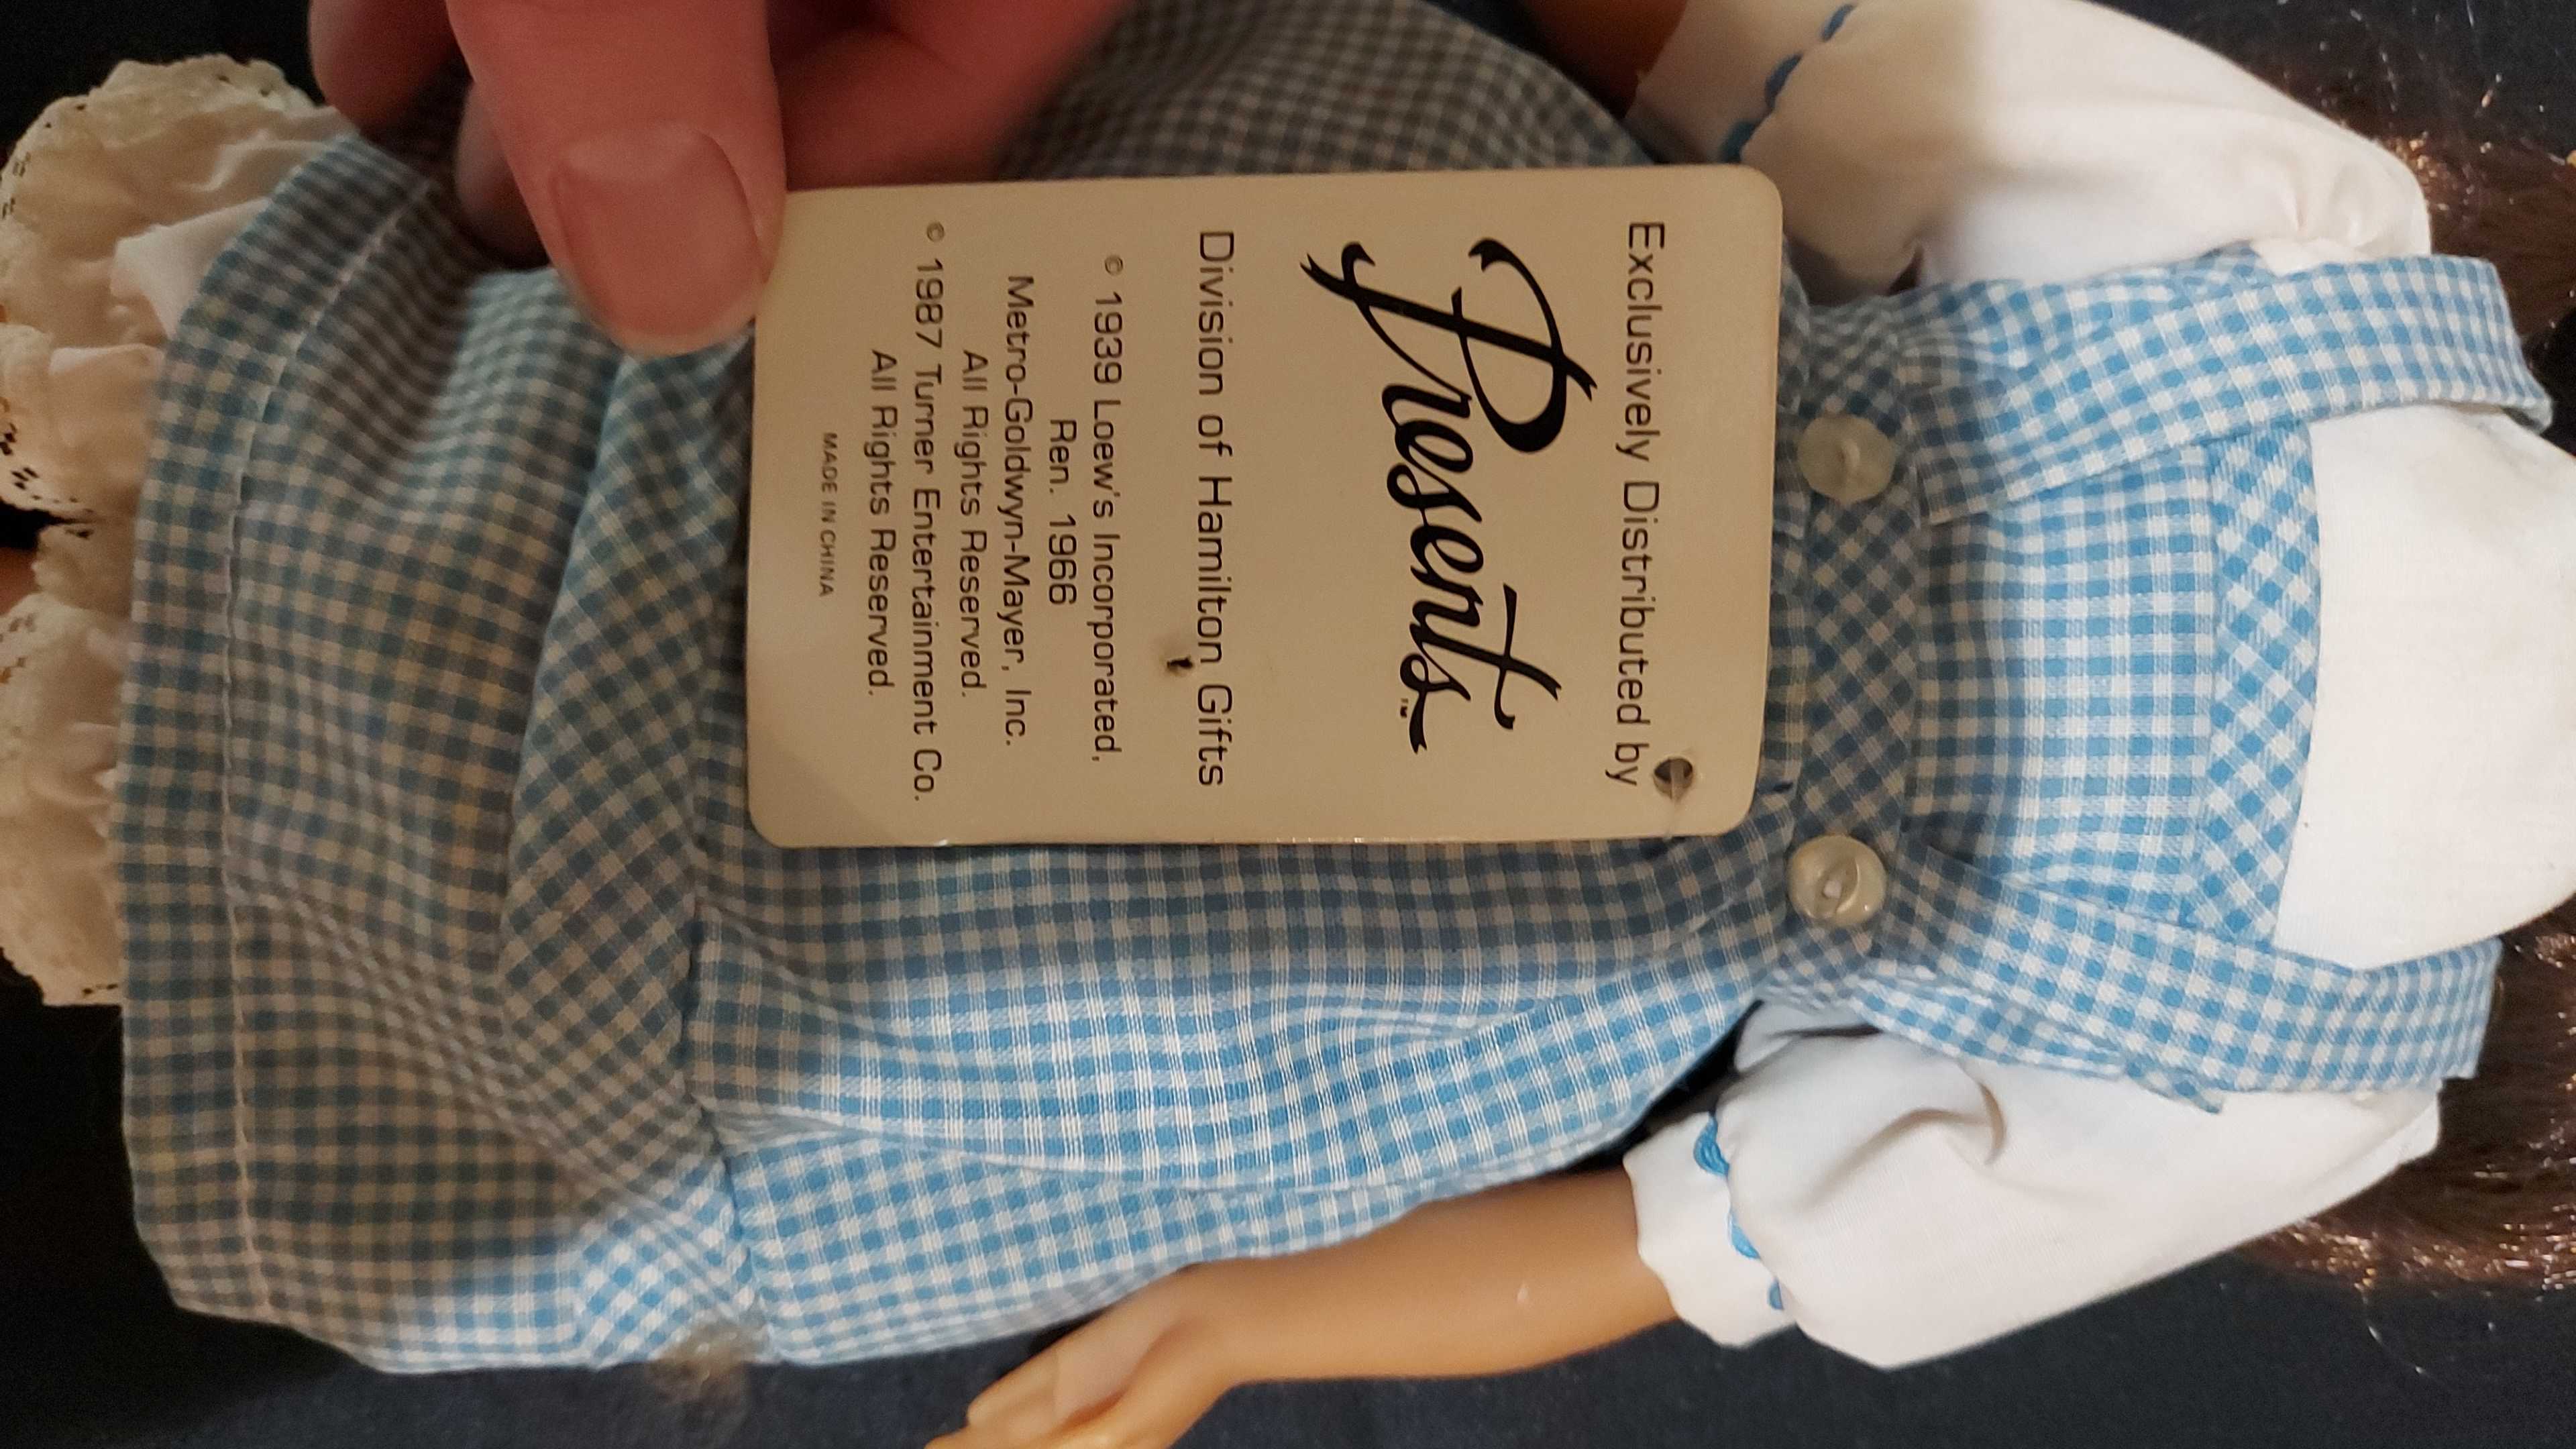 Exclusively Distributed by
Presents™
Division of Hamilton Gifts
© 1939 Loew's Incorporated,
Ren. 1966
Metro-Goldwyn-Mayer, Inc.
All Rights Reserved.
© 1987 Turner Entertainment Co.
All Rights Reserved.
MADE IN CHINA